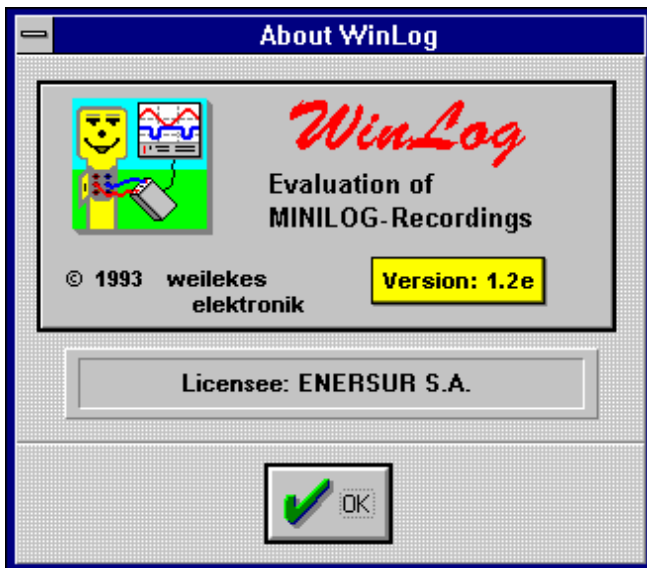 About WinLog
WinLog
Evaluation of
MINILOG-Recordings
© 1993 weilekes
elektronik
Version: 1.2e
Licensee: ENERSUR S.A.
OK